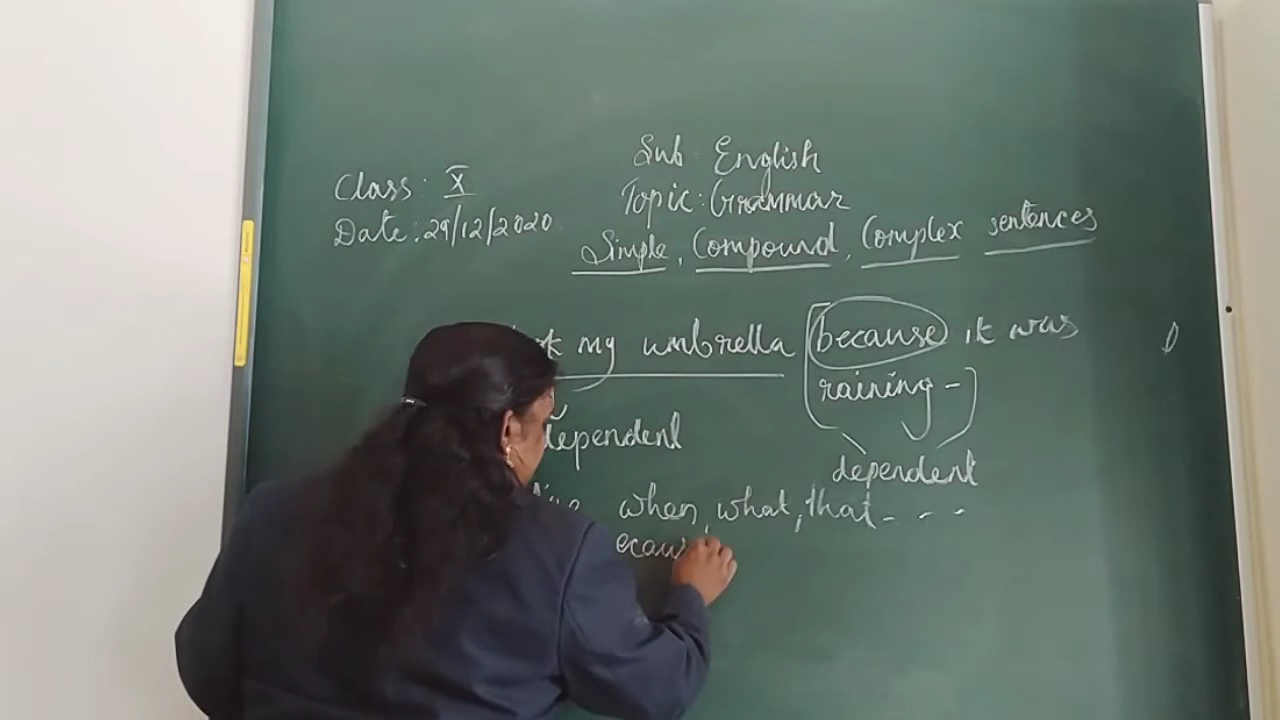 Sub English
Topic: Grammar
Class: X
Date: 29/12/2020
Simple, Compound, Complex sentences
my umbrella because it was
raining -
dependent
dependent
when, what, that - - -